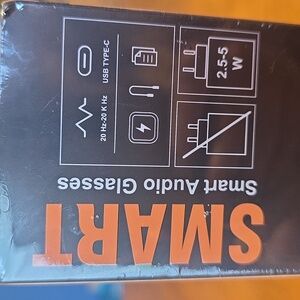 SMART
Smart Audio Glasses
20 Hz-20 K Hz
USB TYPE-C
2.5-5
W